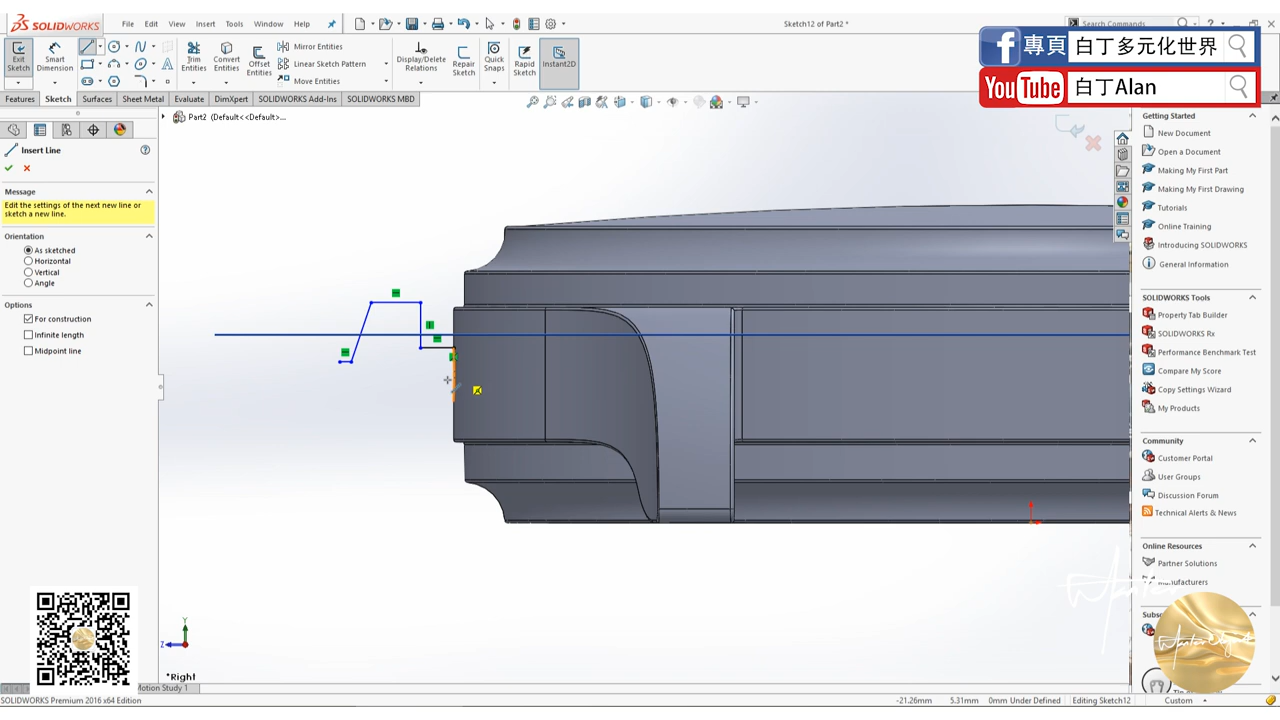 SOLIDWORKS
File Edit View Insert Tools Window Help
Sketch12 of Part2 *
Search Commands
Exit Sketch
Smart Dimension
Trim Entities
Convert Entities
Offset Entities
Mirror Entities
Linear Sketch Pattern
Move Entities
Display/Delete Relations
Repair Sketch
Quick Snaps
Rapid Sketch
Instant2D
專頁 白丁多元化世界
YouTube 白丁Alan
Features Sketch Surfaces Sheet Metal Evaluate DimXpert SOLIDWORKS Add-Ins SOLIDWORKS MBD
Part2 (Default<<Default>...
Insert Line
Message
Edit the settings of the next new line or
sketch a new line.
Orientation
As sketched
Horizontal
Vertical
Angle
Options
For construction
Infinite length
Midpoint line
Getting Started
New Document
Open a Document
Making My First Part
Making My First Drawing
Tutorials
Online Training
Introducing SOLIDWORKS
General Information
SOLIDWORKS Tools
Property Tab Builder
SOLIDWORKS Rx
Performance Benchmark Test
Compare My Score
Copy Settings Wizard
My Products
Community
Customer Portal
User Groups
Discussion Forum
Technical Alerts & News
Online Resources
Partner Solutions
Manufacturers
Y
Z
*Right
Motion Study 1
SOLIDWORKS Premium 2016 x64 Edition
-21.26mm 5.31mm 0mm Under Defined Editing Sketch12 Custom